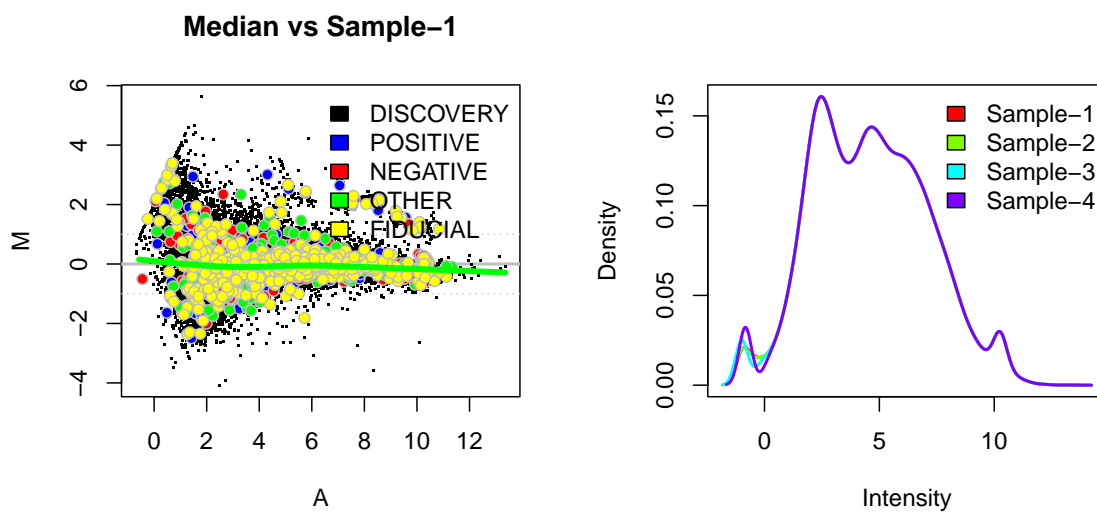 Median vs Sample−1
M
6
4
2
0
−2
−4
DISCOVERY
POSITIVE
NEGATIVE
OTHER
FIDUCIAL
0 2 4 6 8 10 12
A
Density
0.15
0.10
0.05
0.00
Sample−1
Sample−2
Sample−3
Sample−4
0 5 10
Intensity